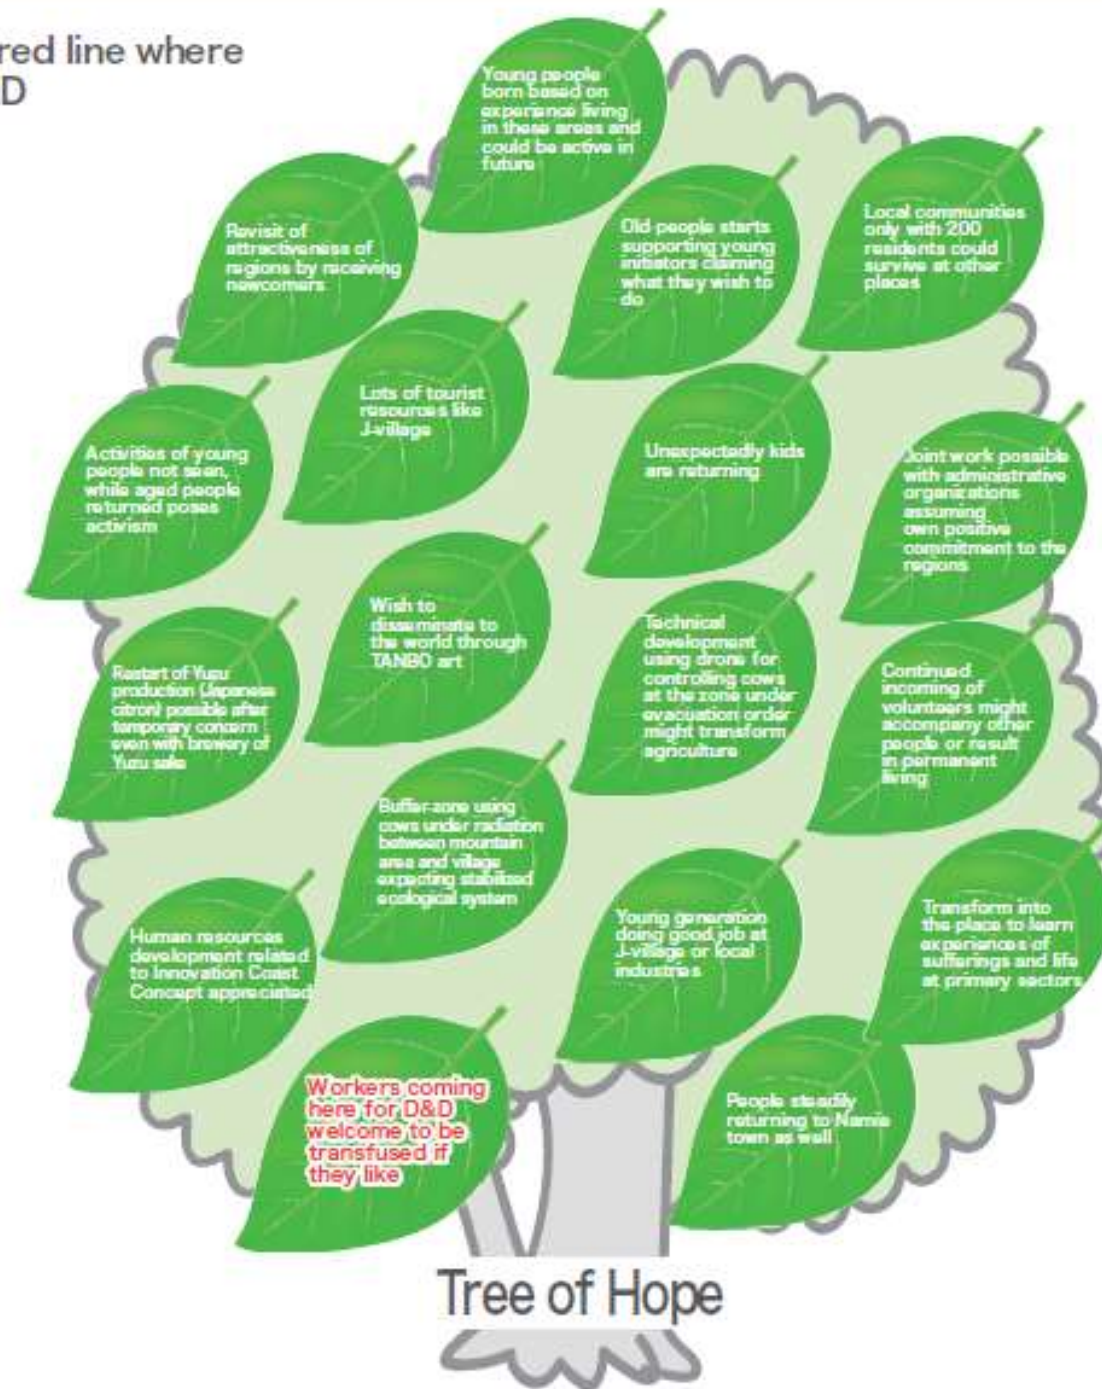 red line where
D
Young people
born based on
experience living
in these areas and
could be active in
future
Revisit of
attractiveness of
regions by receiving
newcomers
Old people starts
supporting young
initiators claiming
what they wish to
do
Local communities
only with 200
residents could
survive at other
places
Lots of tourist
resources like
J-village
Activities of young
people not seen,
while aged people
returned poses
activism
Unexpectedly kids
are returning
Joint work possible
with administrative
organizations
assuming
own positive
commitment to the
regions
Wish to
disseminate to
the world through
TANBO art
Technical
development
using drone for
controlling cows
at the zone under
evacuation order
might transform
agriculture
Restart of Yuzu
production (Japanese
citron) possible after
temporary concern
even with brewery of
Yuzu sake
Continued
incoming of
volunteers might
accompany other
people or result
in permanent
living
Buffer-zone using
cows under radiation
between mountain
area and village
expecting stabilized
ecological system
Human resources
development related
to Innovation Coast
Concept appreciated
Young generation
doing good job at
J-village or local
industries
Transform into
the place to learn
experiences of
sufferings and life
at primary sectors
Workers coming
here for D&D
welcome to be
transfused if
they like
People steadily
returning to Namie
town as well
Tree of Hope